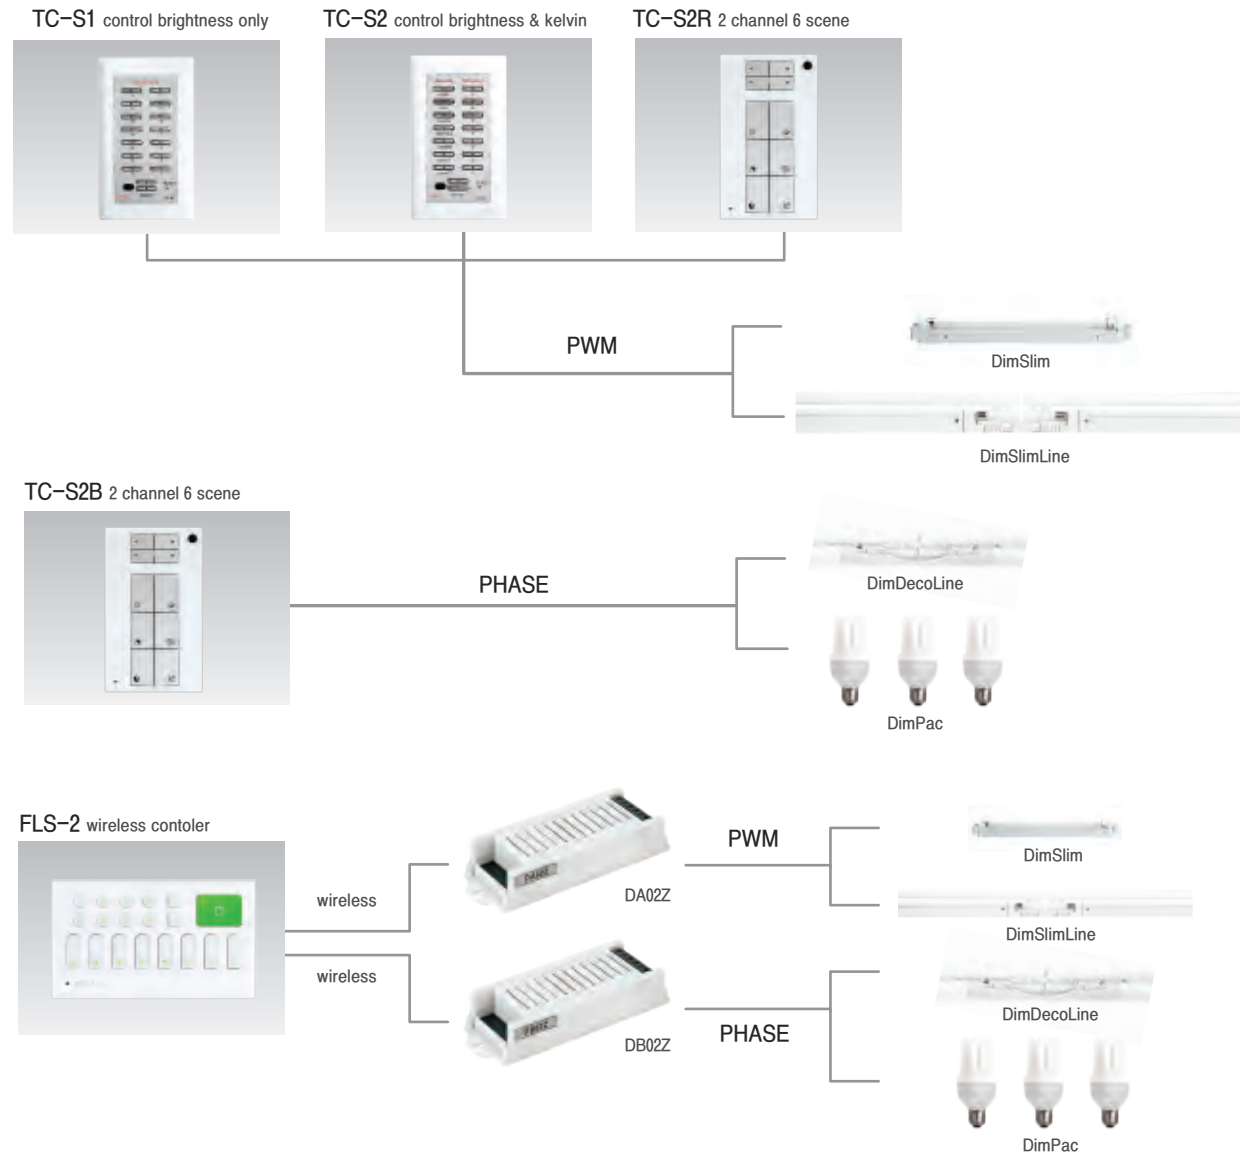 TC-S1 control brightness only
TC-S2 control brightness & kelvin
TC-S2R 2 channel 6 scene
PWM
DimSlim
DimSlimLine
TC-S2B 2 channel 6 scene
PHASE
DimDecoLine
DimPac
FLS-2 wireless contoler
wireless
wireless
DA02Z
DB02Z
PWM
PHASE
DimSlim
DimSlimLine
DimDecoLine
DimPac